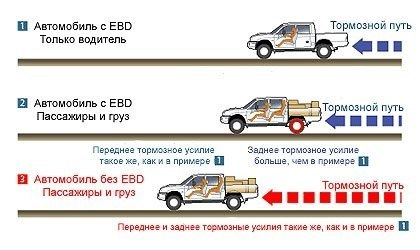 1 Автомобиль с EBD
Только водитель
Тормозной путь
2 Автомобиль с EBD
Пассажиры и груз
Тормозной путь
Переднее тормозное усилие
такое же, как и в примере 1
Заднее тормозное усилие
больше, чем в примере 1
3 Автомобиль без EBD
Пассажиры и груз
Тормозной путь
Переднее и заднее тормозные усилия такие же, как и в примере 1